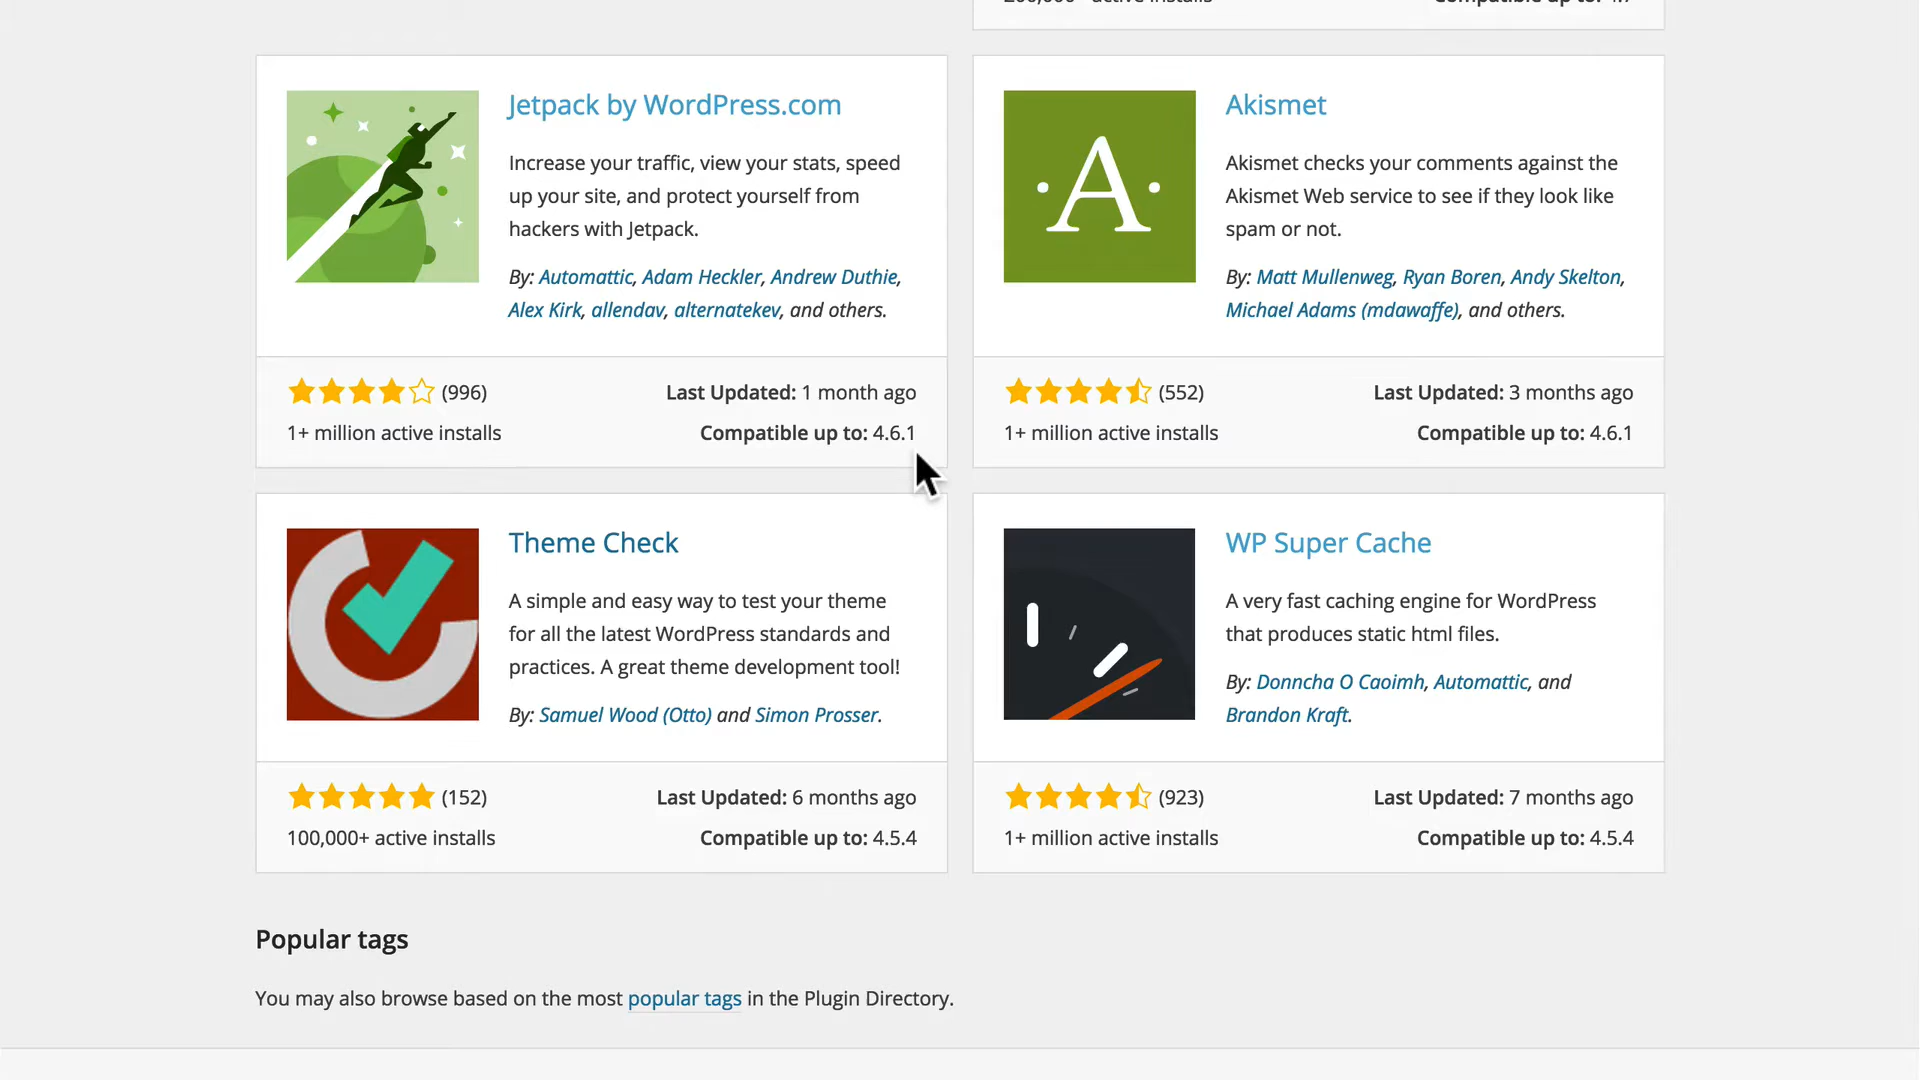 Jetpack by WordPress.com
Increase your traffic, view your stats, speed
up your site, and protect yourself from
hackers with Jetpack.
By: Automattic, Adam Heckler, Andrew Duthie,
Alex Kirk, allendav, alternatekev, and others.
(996)
Last Updated: 1 month ago
1+ million active installs
Compatible up to: 4.6.1
A
Akismet
Akismet checks your comments against the
Akismet Web service to see if they look like
spam or not.
By: Matt Mullenweg, Ryan Boren, Andy Skelton,
Michael Adams (mdawaffe), and others.
(552)
Last Updated: 3 months ago
1+ million active installs
Compatible up to: 4.6.1
Theme Check
A simple and easy way to test your theme
for all the latest WordPress standards and
practices. A great theme development tool!
By: Samuel Wood (Otto) and Simon Prosser.
(152)
Last Updated: 6 months ago
100,000+ active installs
Compatible up to: 4.5.4
WP Super Cache
A very fast caching engine for WordPress
that produces static html files.
By: Donncha O Caoimh, Automattic, and
Brandon Kraft.
(923)
Last Updated: 7 months ago
1+ million active installs
Compatible up to: 4.5.4
Popular tags
You may also browse based on the most popular tags in the Plugin Directory.